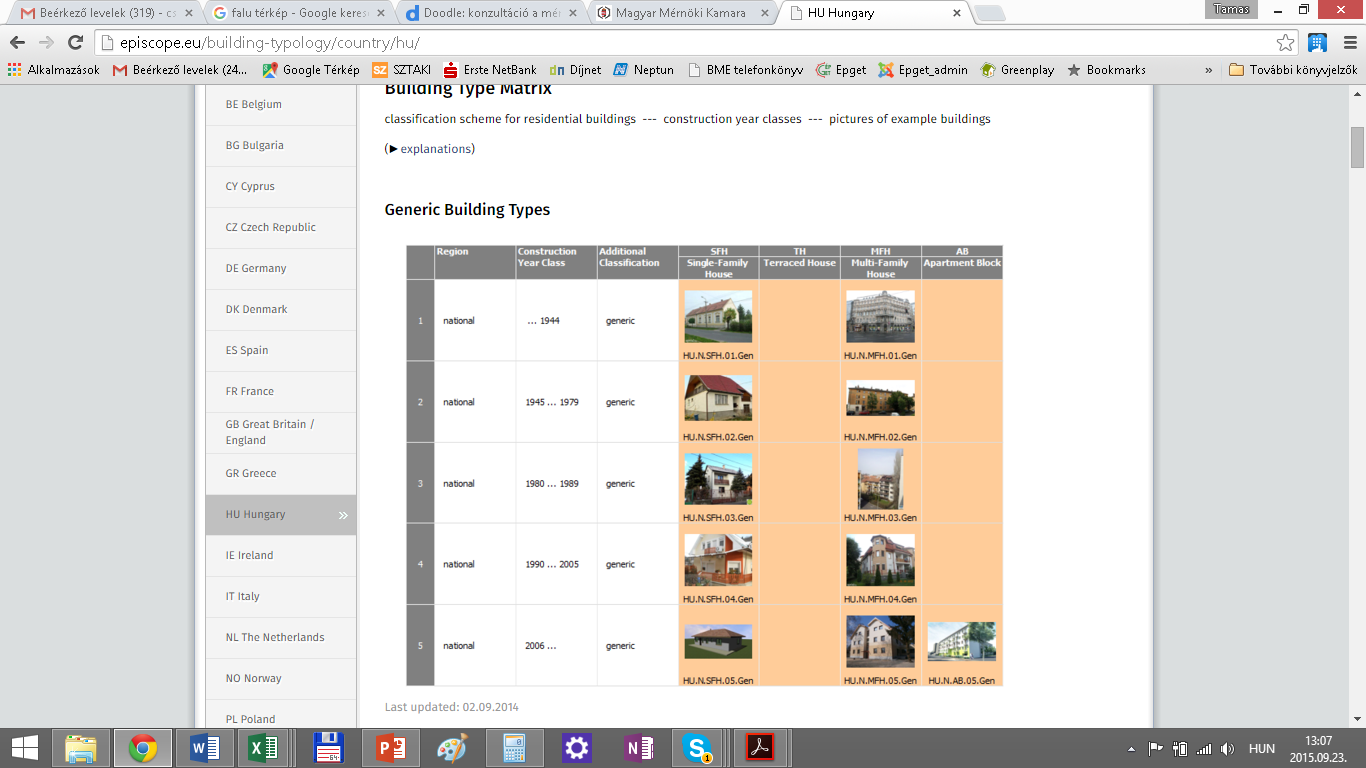 Beérkező levelek (319) - cs
falu térkép - Google keres
Doodle: konzultáció a mér
Magyar Mérnöki Kamara
HU Hungary
Tamas
episcope.eu/building-typology/country/hu/
Alkalmazások
Beérkező levelek (24...
Google Térkép
SZ SZTAKI
Erste NetBank
dn Díjnet
Neptun
BME telefonkönyv
Epget
Epget_admin
Greenplay
Bookmarks
»
További könyvjelzők
BE Belgium
BG Bulgaria
CY Cyprus
CZ Czech Republic
DE Germany
DK Denmark
ES Spain
FR France
GB Great Britain /
England
GR Greece
HU Hungary »
IE Ireland
IT Italy
NL The Netherlands
NO Norway
PL Poland
Building Type Matrix
classification scheme for residential buildings --- construction year classes --- pictures of example buildings
(► explanations)
Generic Building Types
Region
Construction
Year Class
Additional
Classification
SFH
Single-Family
House
TH
Terraced House
MFH
Multi-Family
House
AB
Apartment Block
1 national ... 1944 generic
HU.N.SFH.01.Gen HU.N.MFH.01.Gen
2 national 1945 ... 1979 generic
HU.N.SFH.02.Gen HU.N.MFH.02.Gen
3 national 1980 ... 1989 generic
HU.N.SFH.03.Gen HU.N.MFH.03.Gen
4 national 1990 ... 2005 generic
HU.N.SFH.04.Gen HU.N.MFH.04.Gen
5 national 2006 ... generic
HU.N.SFH.05.Gen HU.N.MFH.05.Gen HU.N.AB.05.Gen
Last updated: 02.09.2014
64
1
HUN
13:07
2015.09.23.